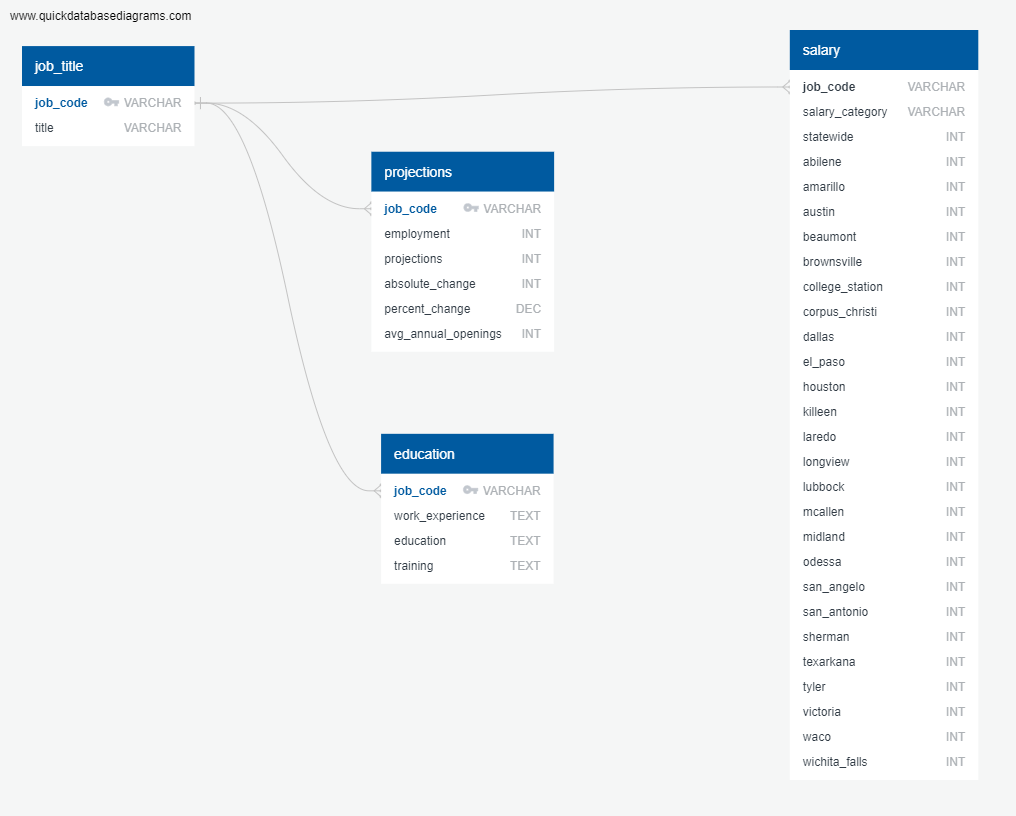 www.quickdatabasediagrams.com
job_title
job_code VARCHAR
title VARCHAR
projections
job_code VARCHAR
employment INT
projections INT
absolute_change INT
percent_change DEC
avg_annual_openings INT
education
job_code VARCHAR
work_experience TEXT
education TEXT
training TEXT
salary
job_code VARCHAR
salary_category VARCHAR
statewide INT
abilene INT
amarillo INT
austin INT
beaumont INT
brownsville INT
college_station INT
corpus_christi INT
dallas INT
el_paso INT
houston INT
killeen INT
laredo INT
longview INT
lubbock INT
mcallen INT
midland INT
odessa INT
san_angelo INT
san_antonio INT
sherman INT
texarkana INT
tyler INT
victoria INT
waco INT
wichita_falls INT